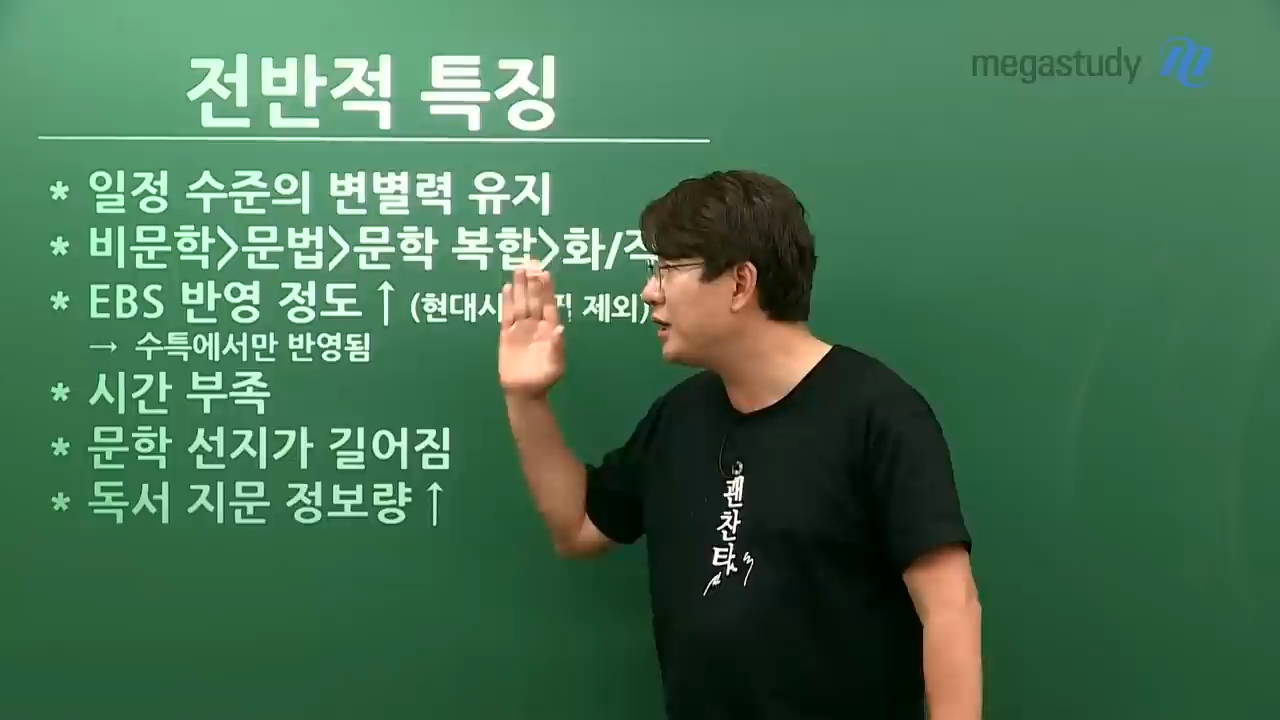 전반적 특징
megastudy
* 일정 수준의 변별력 유지
* 비문학>문법>문학 복합>화/작
* EBS 반영 정도↑ (현대시 제외)
→ 수특에서만 반영됨
* 시간 부족
* 문학 선지가 길어짐
* 독서 지문 정보량↑
괜찬타